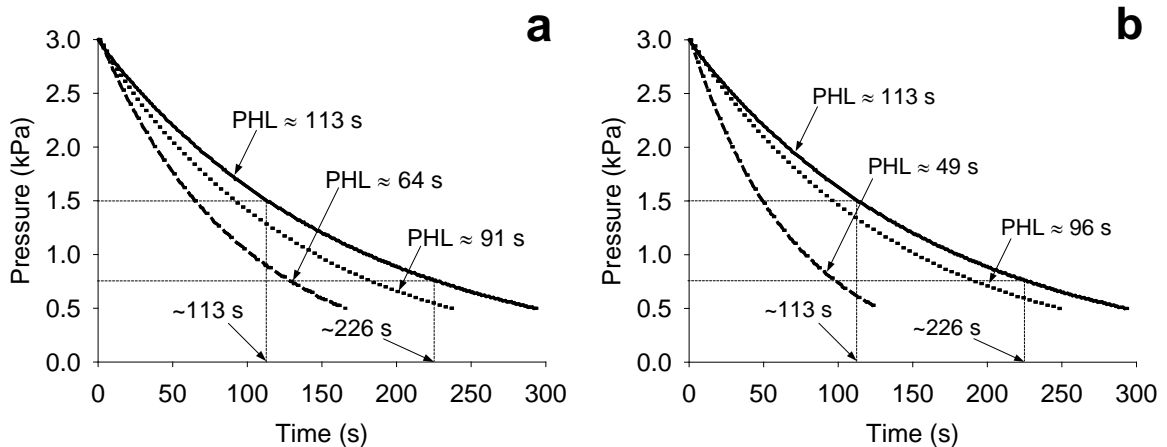 a
3.0
2.5
2.0
1.5
1.0
0.5
0.0
Pressure (kPa)
PHL ≈ 113 s
PHL ≈ 64 s
PHL ≈ 91 s
~113 s
~226 s
0 50 100 150 200 250 300
Time (s)
b
3.0
2.5
2.0
1.5
1.0
0.5
0.0
Pressure (kPa)
PHL ≈ 113 s
PHL ≈ 49 s
PHL ≈ 96 s
~113 s
~226 s
0 50 100 150 200 250 300
Time (s)